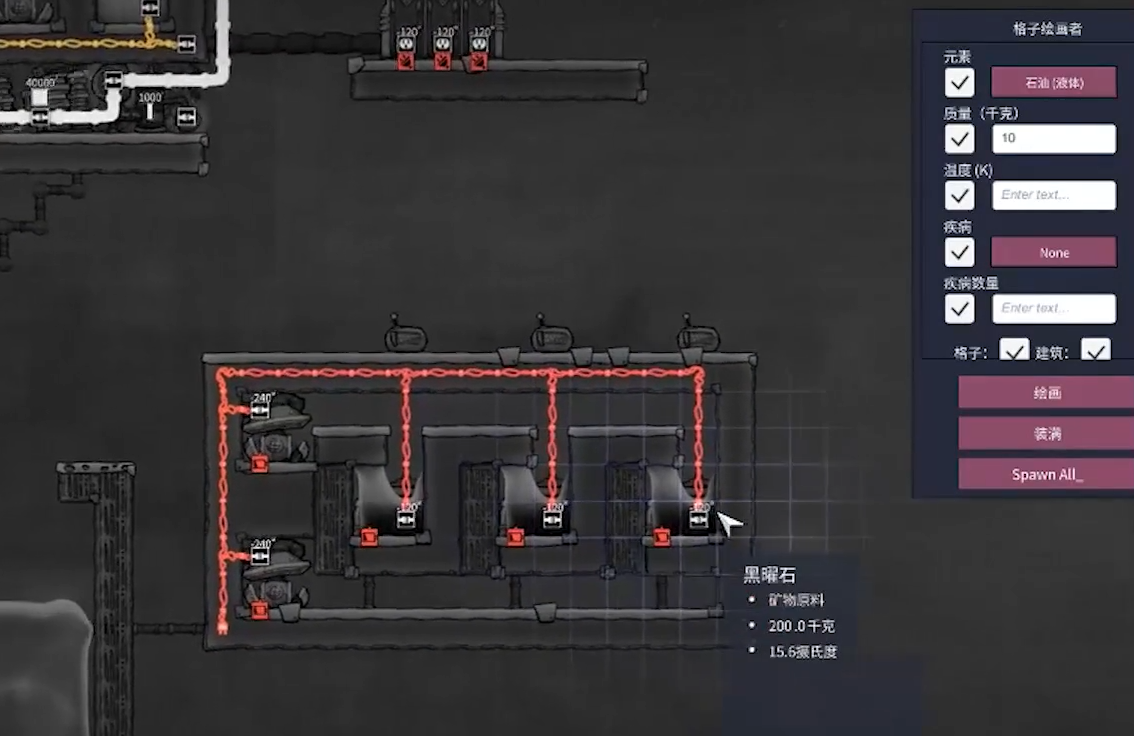 格子绘画者
元素
石油 (液体)
质量（千克）
10
温度 (K)
Enter text...
疾病
None
疾病数量
Enter text...
格子： 建筑：
绘画
装满
Spawn All_
40000
1000
-120° -120° -120°
-240°
-240°
黑曜石
• 矿物原料
• 200.0千克
• 15.6摄氏度